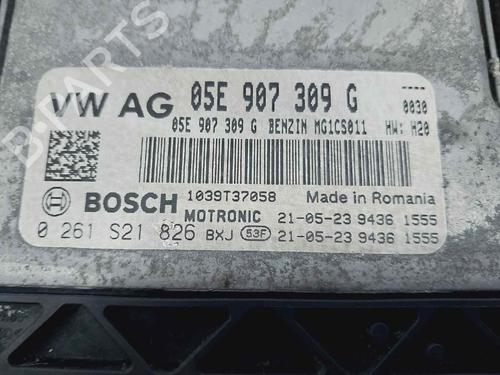 VW AG 05E 907 309 G ----
0030
05E 907 309 G BENZIN MG1CS011 HW: H20
BOSCH 1039T37058 Made in Romania
MOTRONIC 21-05-23 9436 1555
0 261 S21 826 BXJ 53F 21-05-23 9436 1555
B-PARTS